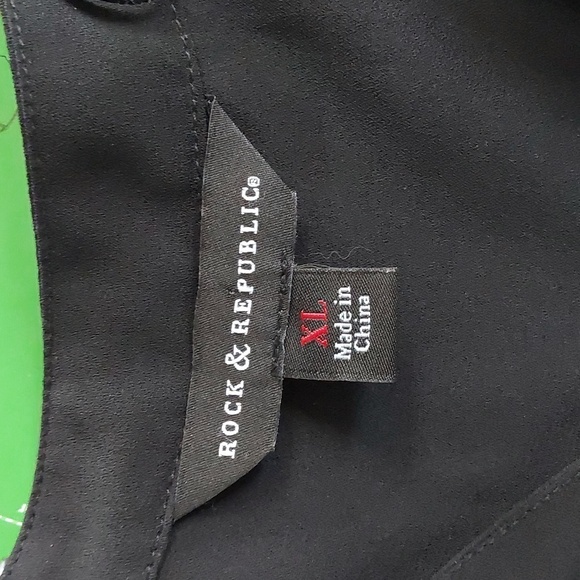 ROCK & REPUBLIC®
XL
Made in
China